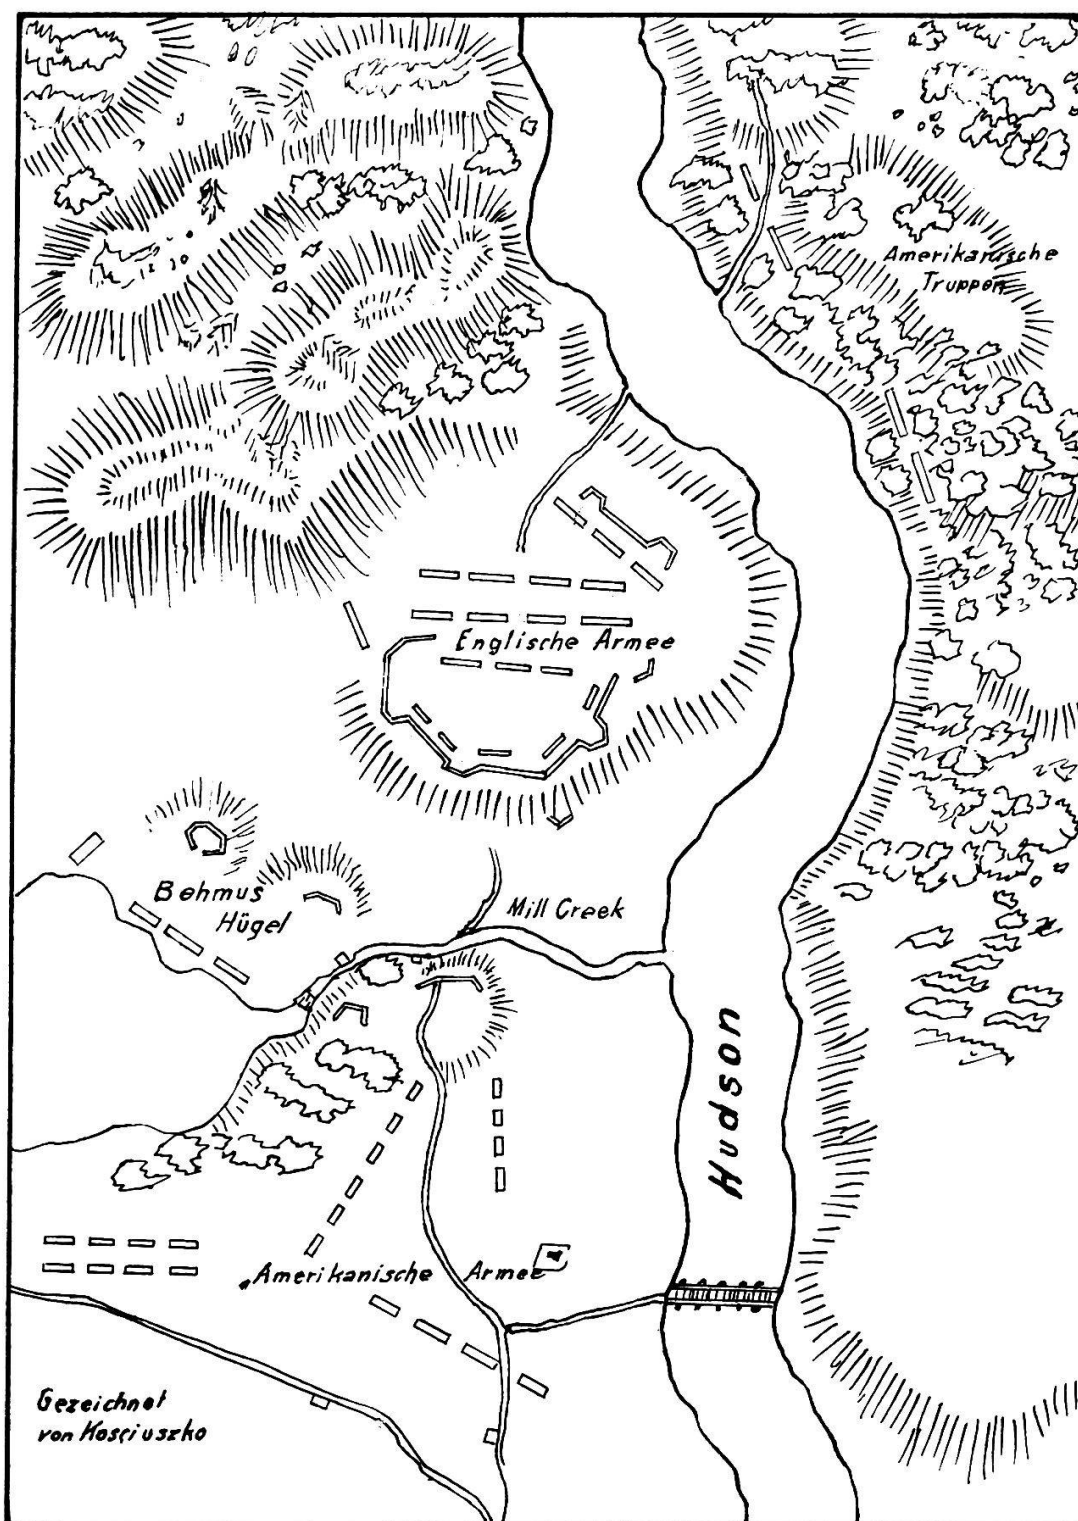 Amerikanische
Truppen
Englische Armee
Behmus
Hügel
Mill Creek
Hudson
Amerikanische Armee
Gezeichnet
von Kosciuszko